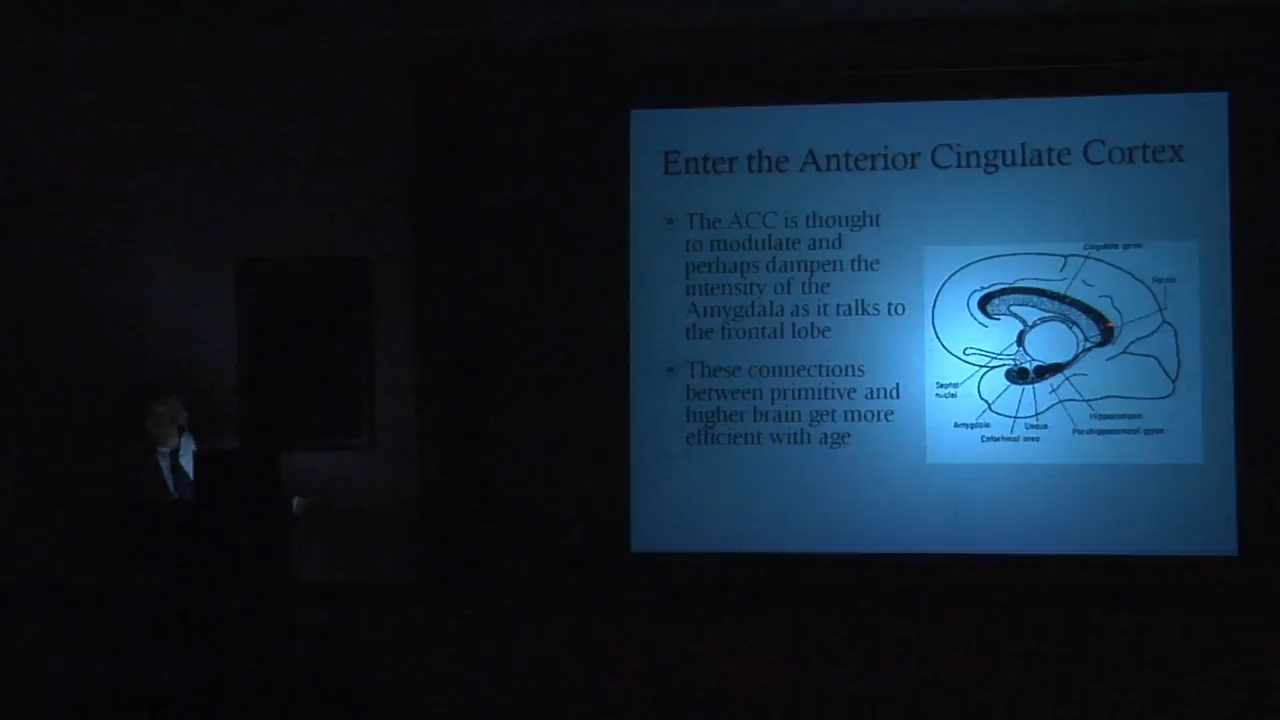 Enter the Anterior Cingulate Cortex
The ACC is thought
to modulate and
perhaps dampen the
intensity of the
Amygdala as it talks to
the frontal lobe
These connections
between primitive and
higher brain get more
efficient with age
Cingulate gyrus
Fornix
Septal
nuclei
Amygdala
Uncus
Entorhinal area
Hippocampus
Parahippocampal gyrus